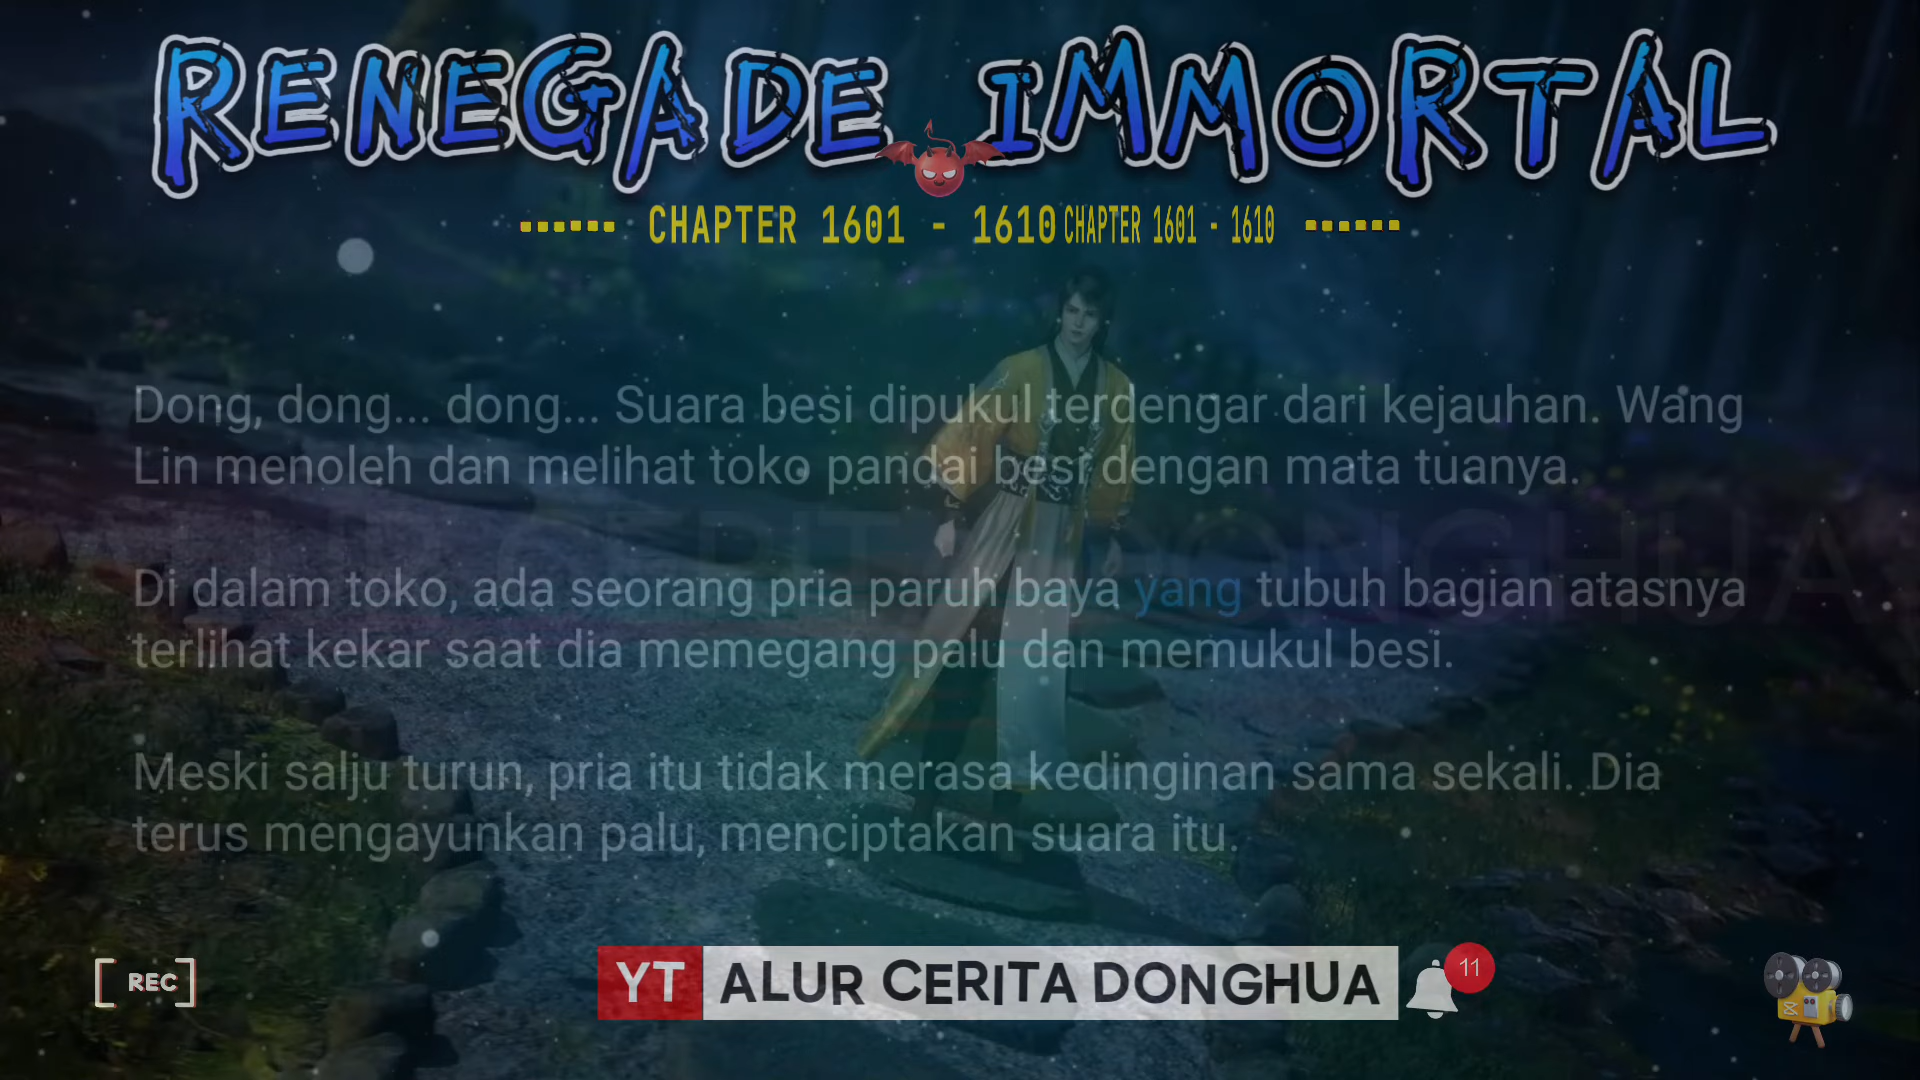 RENEGADE IMMORTAL
CHAPTER 1601 - 1610 CHAPTER 1601 - 1610
Dong, dong... dong... Suara besi dipukul terdengar dari kejauhan. Wang
Lin menoleh dan melihat toko pandai besi dengan mata tuanya.
ALUR CERITA DONGHUA
Di dalam toko, ada seorang pria paruh baya yang tubuh bagian atasnya
terlihat kekar saat dia memegang palu dan memukul besi.
Meski salju turun, pria itu tidak merasa kedinginan sama sekali. Dia
terus mengayunkan palu, menciptakan suara itu.
REC
YT ALUR CERITA DONGHUA 11